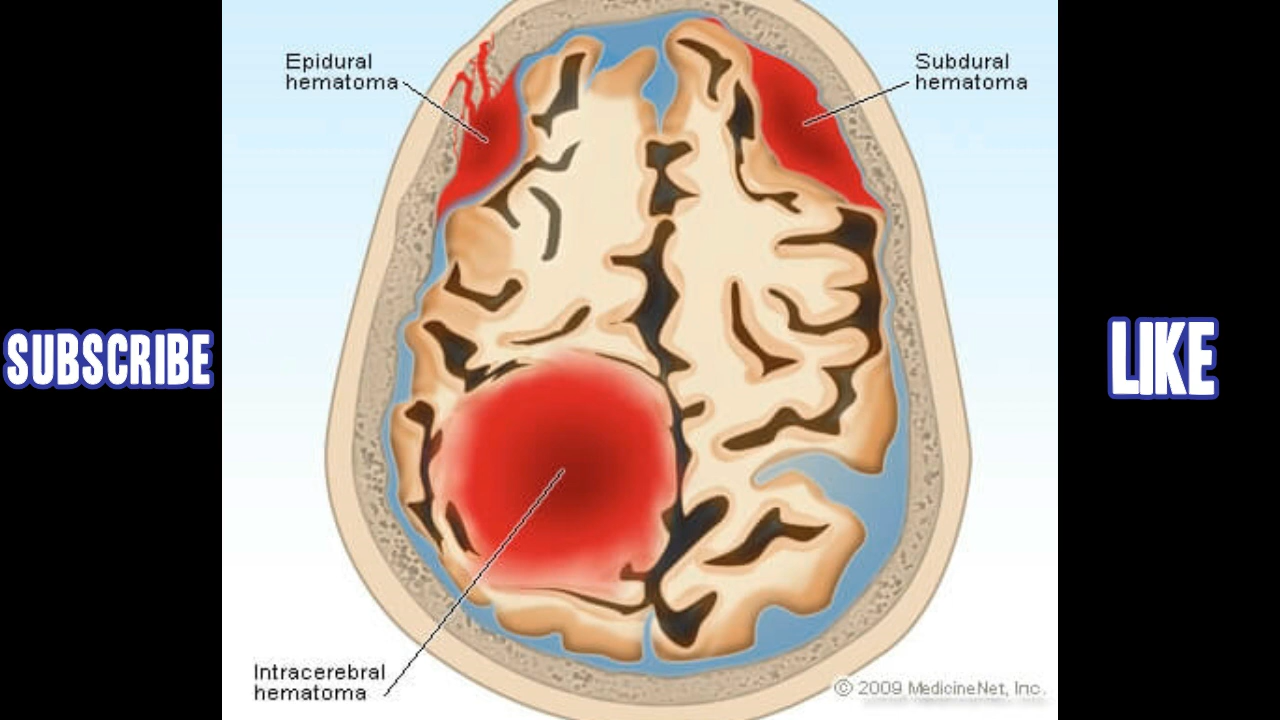 Epidural
hematoma
Subdural
hematoma
SUBSCRIBE
LIKE
Intracerebral
hematoma
© 2009 MedicineNet, Inc.